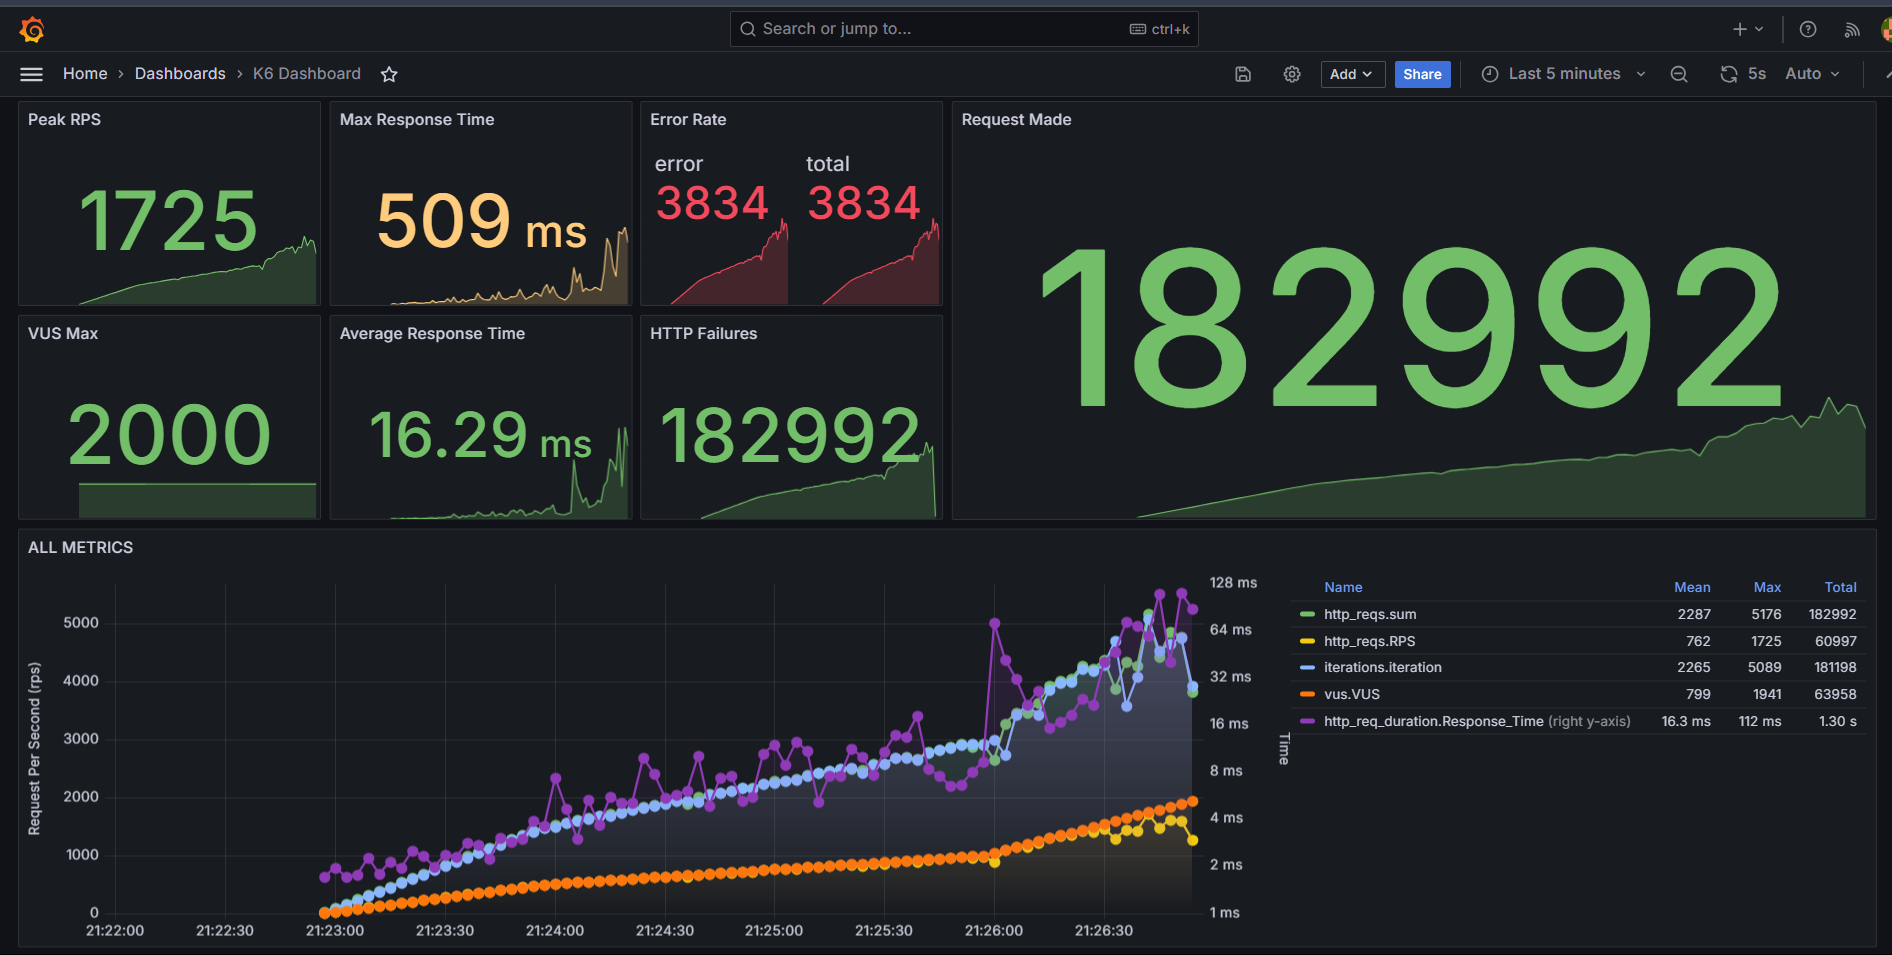 Search or jump to...
ctrl+k
Home › Dashboards › K6 Dashboard
Add
Share
Last 5 minutes
5s
Auto
Peak RPS
1725
Max Response Time
509 ms
Error Rate
error
total
3834
3834
Request Made
182992
VUS Max
2000
Average Response Time
16.29 ms
HTTP Failures
182992
ALL METRICS
Request Per Second (rps)
5000
4000
3000
2000
1000
0
21:22:00
21:22:30
21:23:00
21:23:30
21:24:00
21:24:30
21:25:00
21:25:30
21:26:00
21:26:30
128 ms
64 ms
32 ms
16 ms
8 ms
4 ms
2 ms
1 ms
Time
Name Mean Max Total
http_reqs.sum 2287 5176 182992
http_reqs.RPS 762 1725 60997
iterations.iteration 2265 5089 181198
vus.VUS 799 1941 63958
http_req_duration.Response_Time (right y-axis) 16.3 ms 112 ms 1.30 s